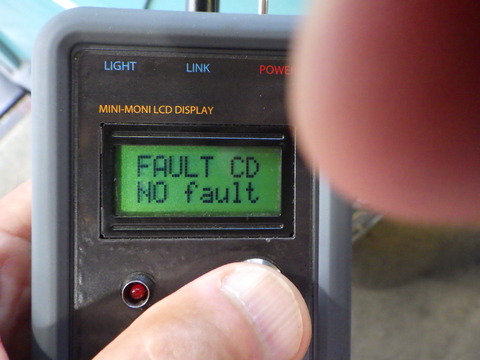 LIGHT LINK POWER
MINI-MONI LCD DISPLAY
FAULT CD
NO fault